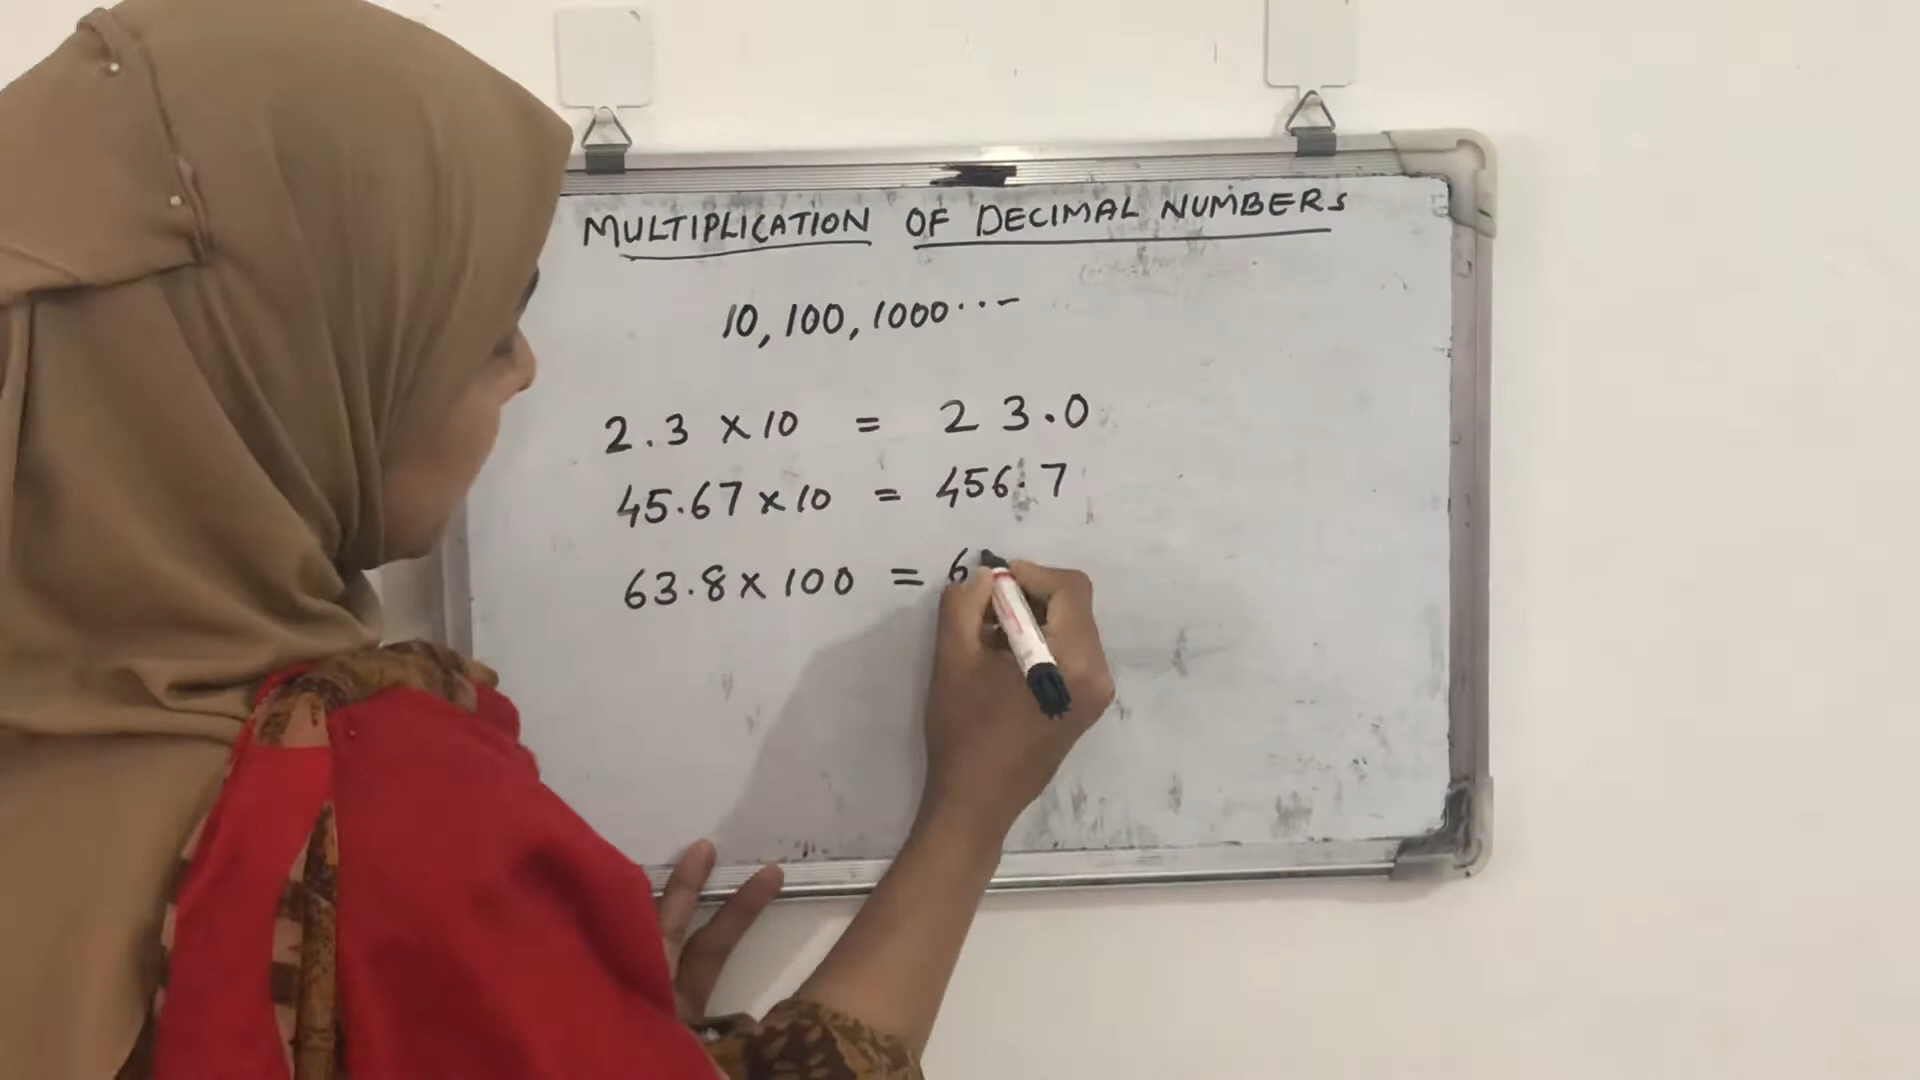 MULTIPLICATION OF DECIMAL NUMBERS
10, 100, 1000...-
2.3 × 10 = 23.0
45.67 × 10 = 456.7
63.8 × 100 = 6